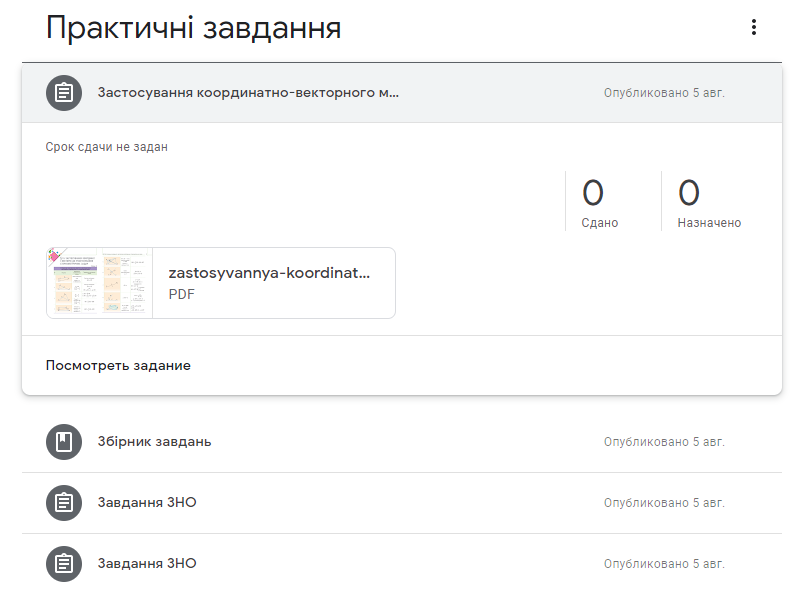 Практичні завдання
Застосування координатно-векторного м...
Опубликовано 5 авг.
Срок сдачи не задан
0
Сдано
0
Назначено
zastosyvannya-koordinat...
PDF
Посмотреть задание
Збірник завдань
Опубликовано 5 авг.
Завдання ЗНО
Опубликовано 5 авг.
Завдання ЗНО
Опубликовано 5 авг.